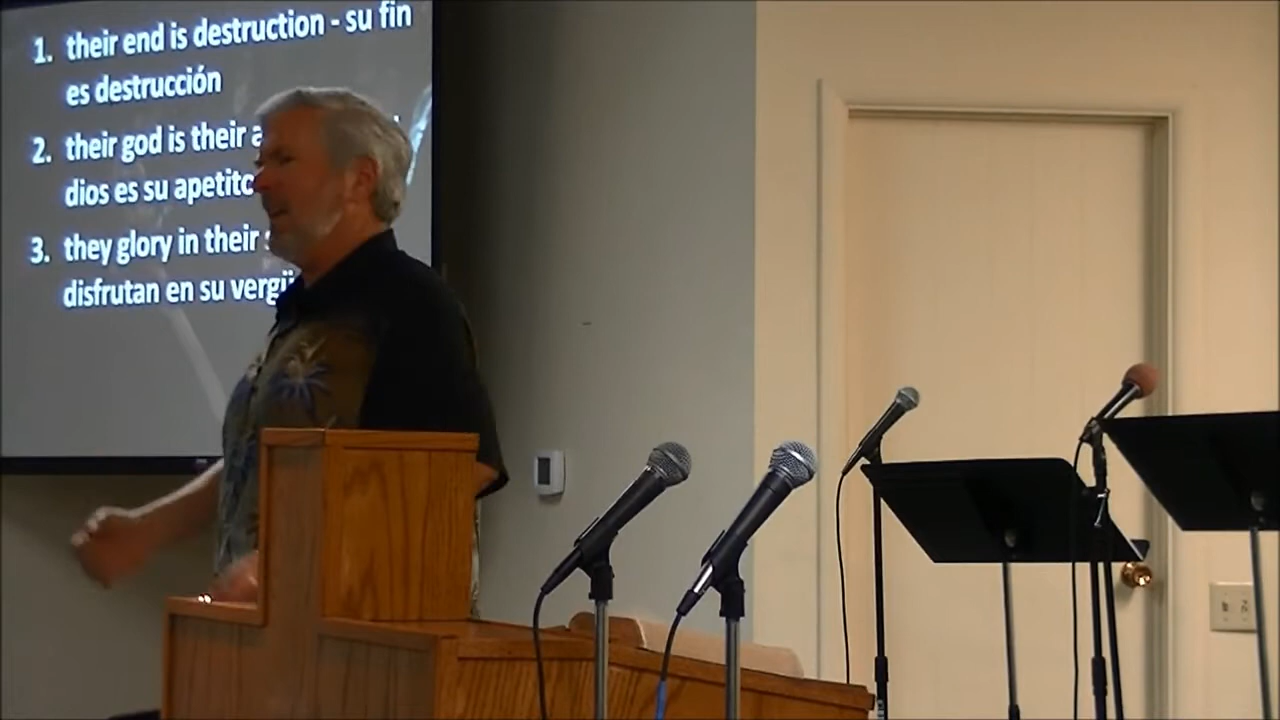 1. their end is destruction - su fin
es destrucción
2. their god is their
dios es su
3. they glory in their
disfrutan en su